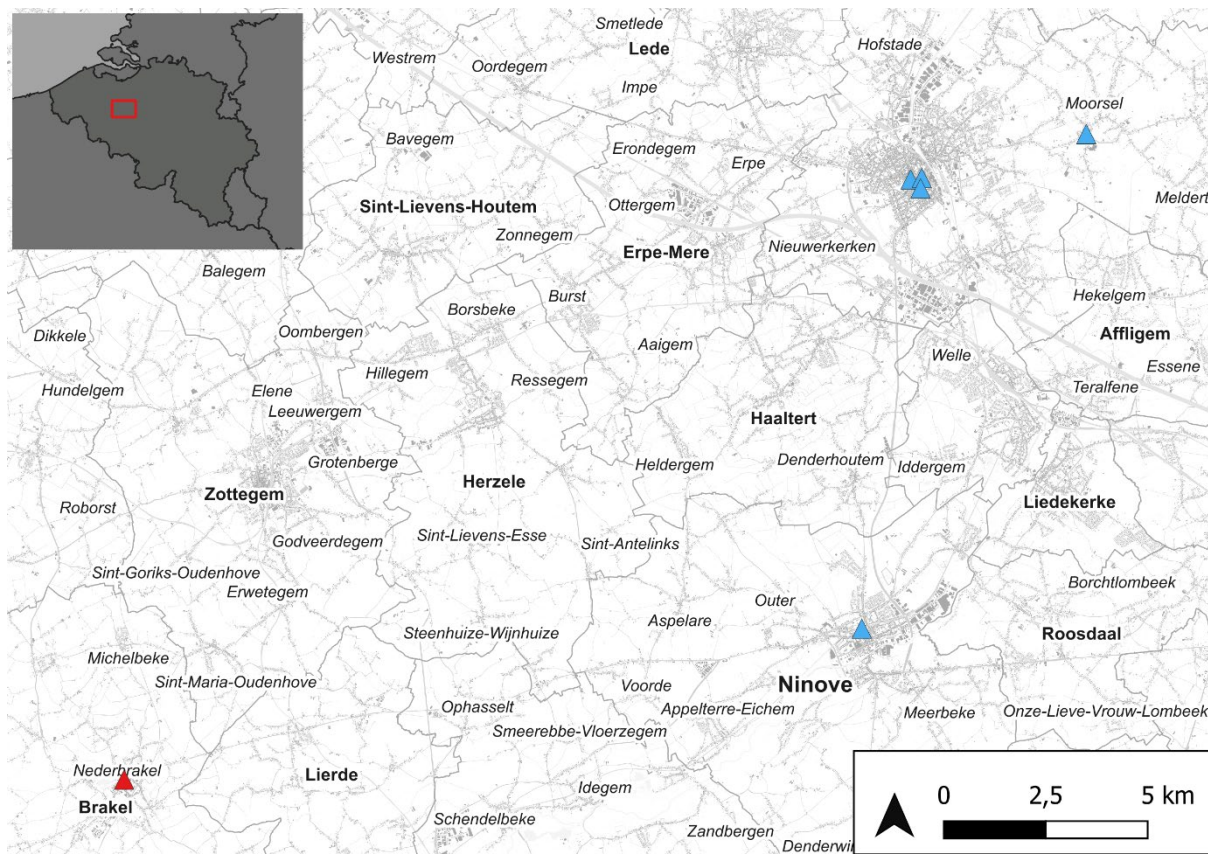 Smetlede
Hofstade
Lede
Westrem
Oordegem
Impe
Moorsel
Bavegem
Erondegem
Erpe
Meldert
Sint-Lievens-Houtem
Ottergem
Zonnegem
Nieuwerkerken
Erpe-Mere
Balegem
Hekelgem
Burst
Borsbeke
Dikkele
Oombergen
Affligem
Aaigem
Welle
Hillegem
Ressegem
Essene
Hundelgem
Elene
Teralfene
Leeuwergem
Haaltert
Grotenberge
Heldergem
Denderhoutem
Iddergem
Herzele
Zottegem
Liedekerke
Roborst
Sint-Lievens-Esse
Godveerdegem
Sint-Antelinks
Sint-Goriks-Oudenhove
Borchtlombeek
Erwetegem
Outer
Aspelare
Steenhuize-Wijnhuize
Roosdaal
Michelbeke
Sint-Maria-Oudenhove
Voorde
Ninove
Ophasselt
Appelterre-Eichem
Meerbeke
Onze-Lieve-Vrouw-Lombeek
Smeerebbe-Vloerzegem
Nederbrakel
Lierde
Idegem
Brakel
Schendelbeke
Zandbergen
Denderwin
0 2,5 5 km